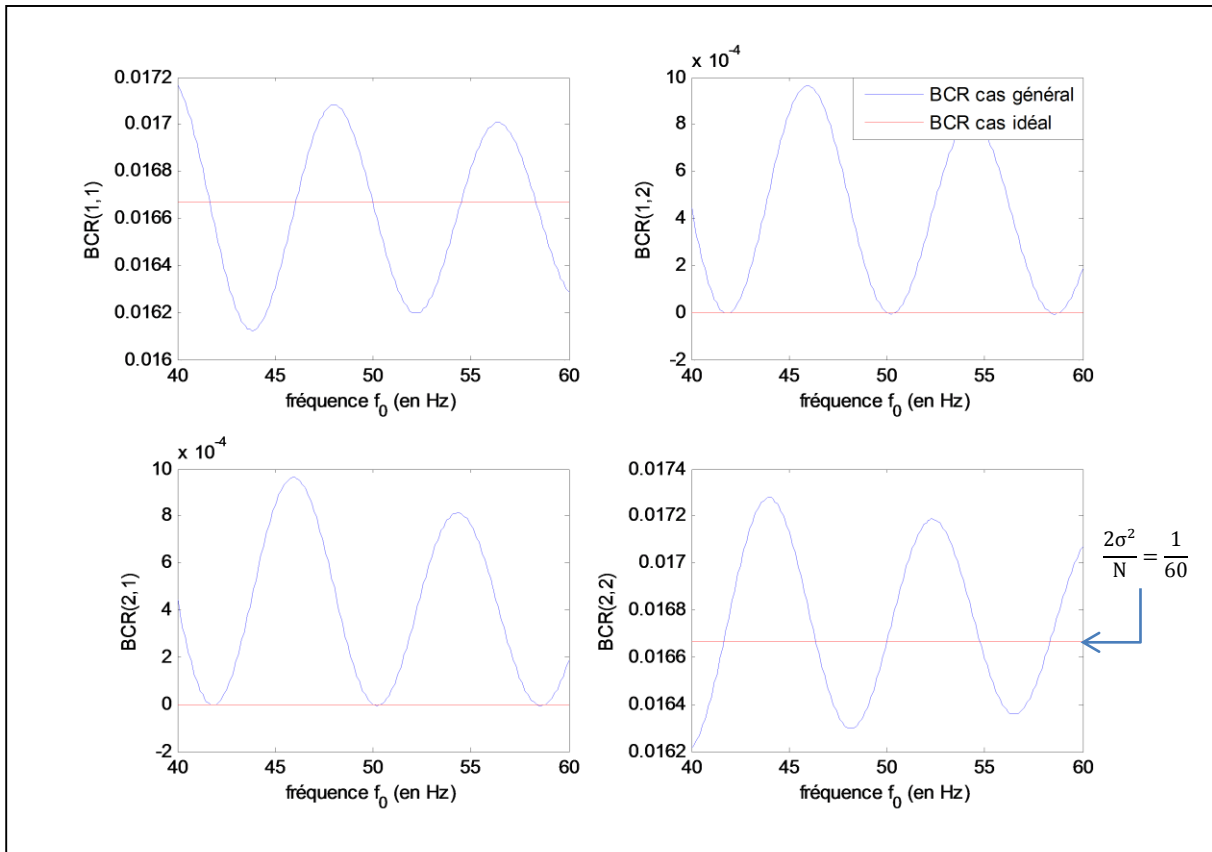 0.0172
0.017
0.0168
0.0166
0.0164
0.0162
0.016
40 45 50 55 60
BCR(1,1)
fréquence f0 (en Hz)
x 10-4
10
8
6
4
2
0
-2
40 45 50 55 60
BCR(1,2)
fréquence f0 (en Hz)
BCR cas général
BCR cas idéal
x 10-4
10
8
6
4
2
0
-2
40 45 50 55 60
BCR(2,1)
fréquence f0 (en Hz)
0.0174
0.0172
0.017
0.0168
0.0166
0.0164
0.0162
40 45 50 55 60
BCR(2,2)
fréquence f0 (en Hz)
2σ²/N = 1/60